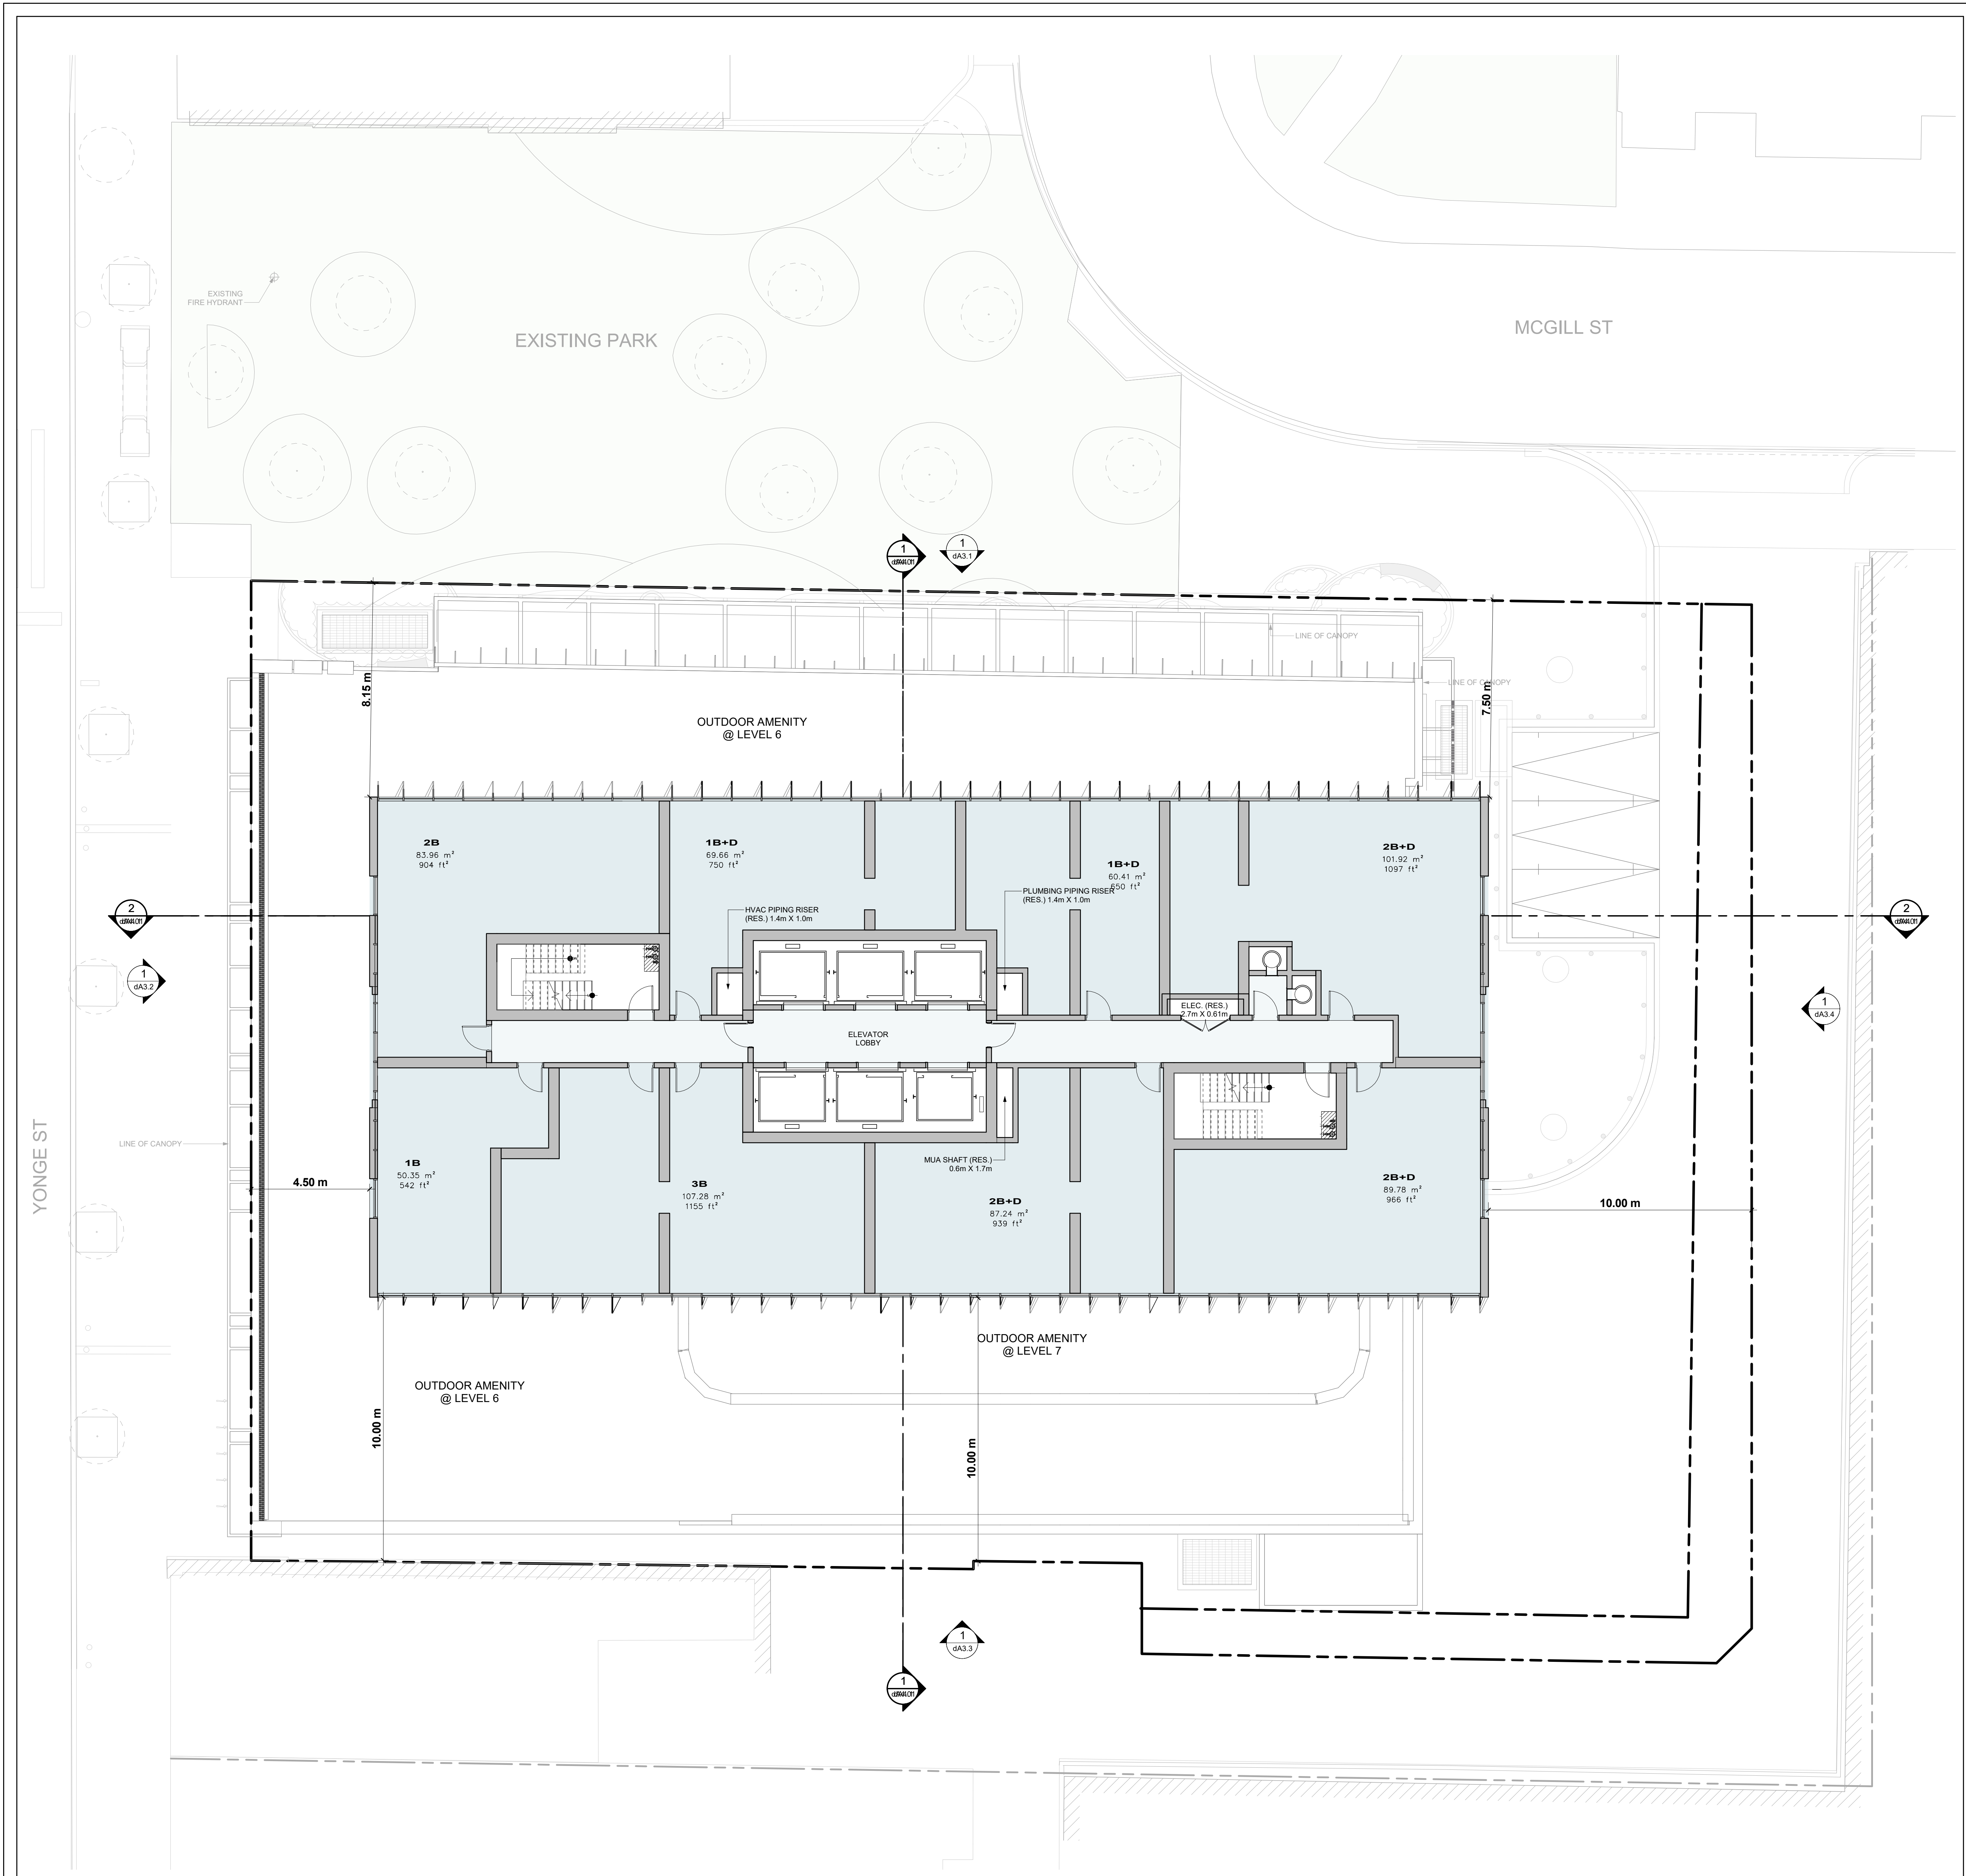 EXISTING
FIRE HYDRANT
EXISTING PARK
MCGILL ST
1
1
dA3.1
LINE OF CANOPY
LINE OF CANOPY
8.15 m
7.50 m
OUTDOOR AMENITY
@ LEVEL 6
2B
83.96 m²
904 ft²
1B+D
69.66 m²
750 ft²
1B+D
60.41 m²
650 ft²
2B+D
101.92 m²
1097 ft²
HVAC PIPING RISER
(RES.) 1.4m X 1.0m
PLUMBING PIPING RISER
(RES.) 1.4m X 1.0m
2
2
1
dA3.2
1
dA3.4
ELEC. (RES.)
2.7m X 0.61m
ELEVATOR
LOBBY
YONGE ST
LINE OF CANOPY
4.50 m
1B
50.35 m²
542 ft²
3B
107.28 m²
1155 ft²
MUA SHAFT (RES.)
0.6m X 1.7m
2B+D
87.24 m²
939 ft²
2B+D
89.78 m²
966 ft²
10.00 m
OUTDOOR AMENITY
@ LEVEL 7
OUTDOOR AMENITY
@ LEVEL 6
10.00 m
10.00 m
1
dA3.3
1